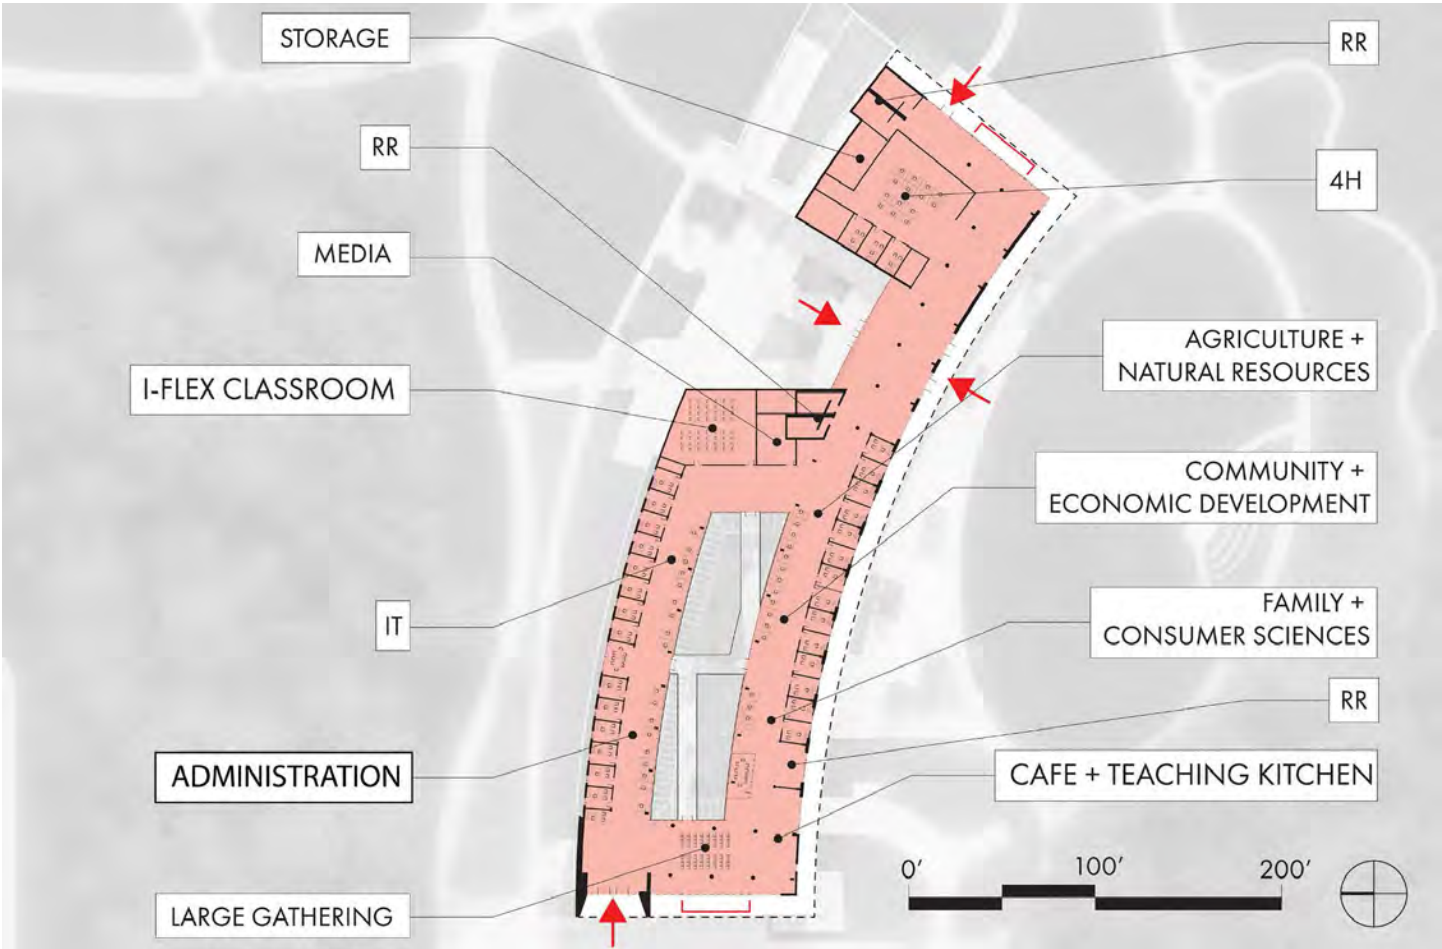 STORAGE
RR
RR
MEDIA
4H
I-FLEX CLASSROOM
AGRICULTURE +
NATURAL RESOURCES
COMMUNITY +
ECONOMIC DEVELOPMENT
IT
FAMILY +
CONSUMER SCIENCES
RR
ADMINISTRATION
CAFE + TEACHING KITCHEN
LARGE GATHERING
0' 100' 200'